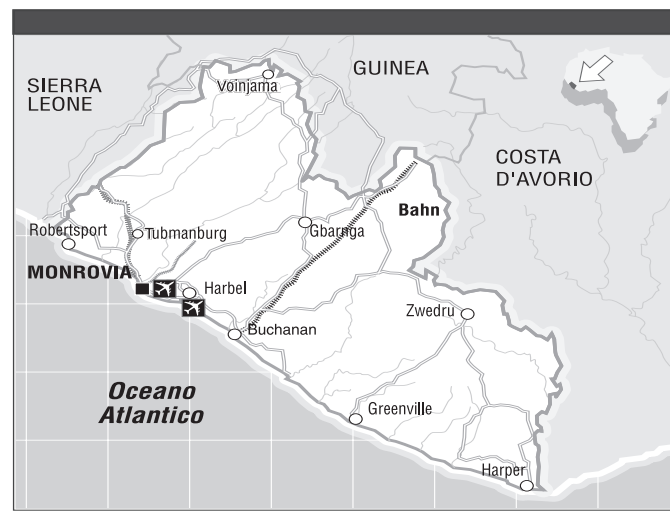 GUINEA
SIERRA
LEONE
Voinjama
COSTA
D'AVORIO
Bahn
Robertsport
Tubmanburg
Gbarnga
MONROVIA
Harbel
Zwedru
Buchanan
Oceano
Atlantico
Greenville
Harper